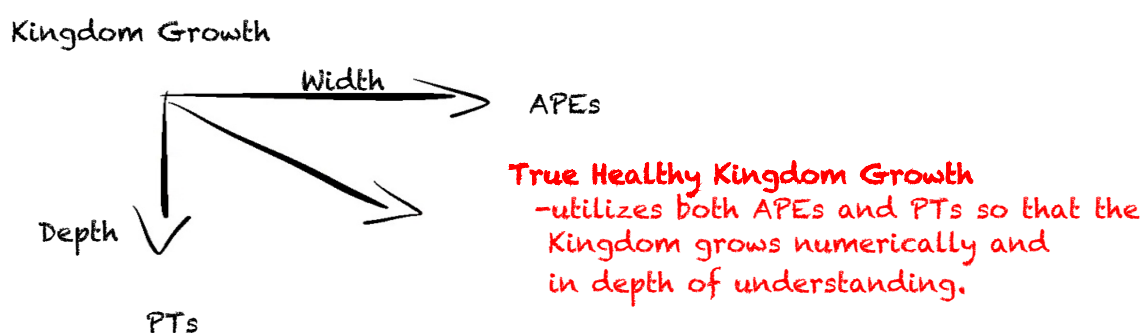 Kingdom Growth
Width
APEs
True Healthy Kingdom Growth
-utilizes both APEs and PTs so that the
Kingdom grows numerically and
in depth of understanding.
Depth
PTs